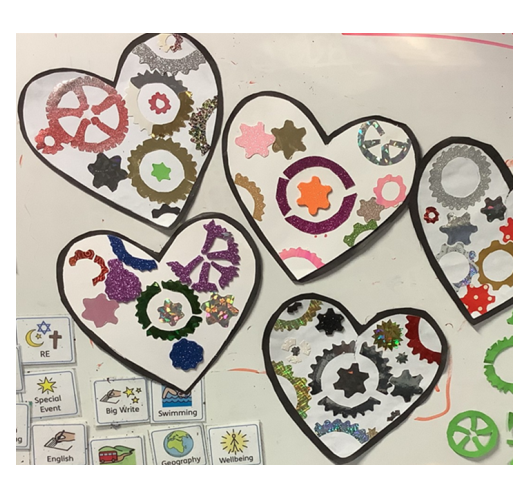 RE
Special
Event
Big Write
Swimming
English
Geography
Wellbeing